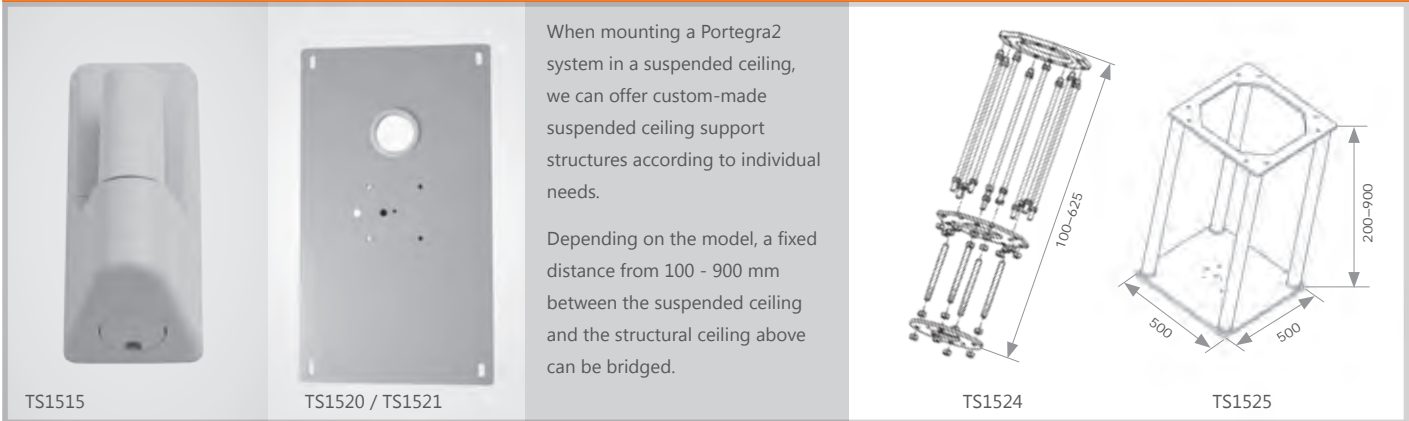 When mounting a Portegra2
system in a suspended ceiling,
we can offer custom-made
suspended ceiling support
structures according to individual
needs.
Depending on the model, a fixed
distance from 100 - 900 mm
between the suspended ceiling
and the structural ceiling above
can be bridged.
100–625
200–900
500
500
TS1515
TS1520 / TS1521
TS1524
TS1525